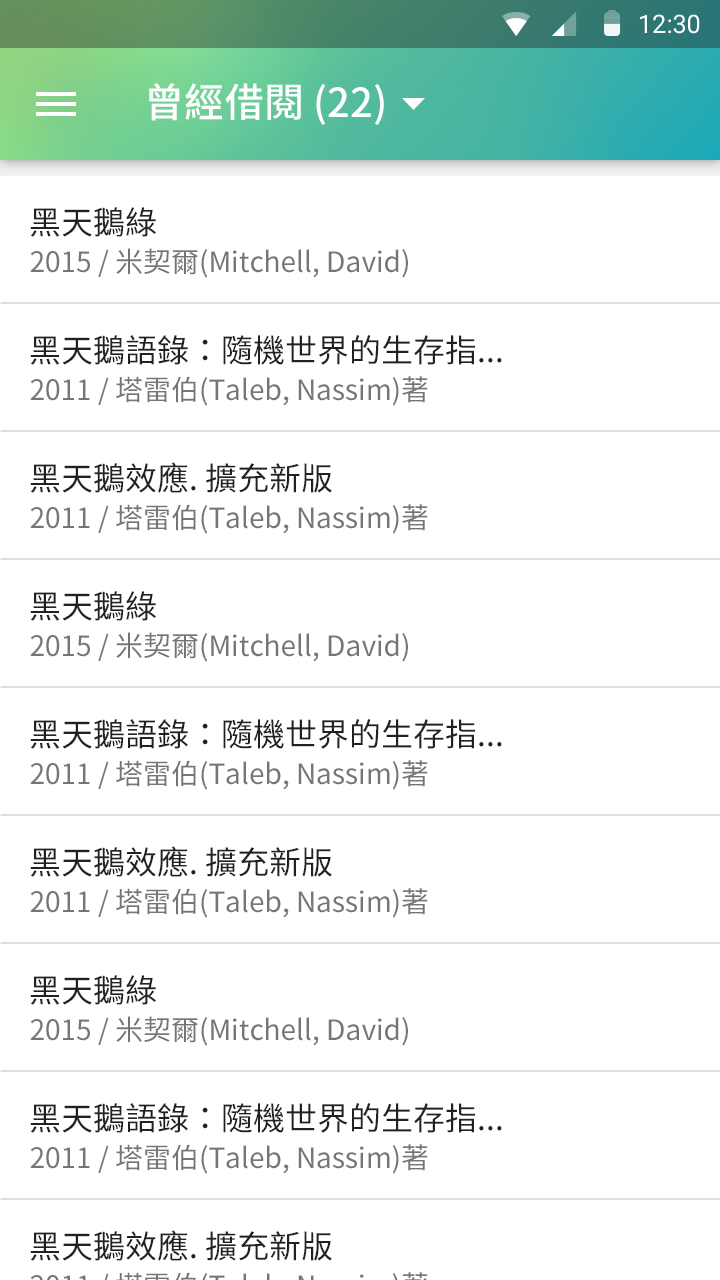 12:30
曾經借閱 (22)
黑天鵝綠
2015 / 米契爾(Mitchell, David)
黑天鵝語錄：隨機世界的生存指...
2011 / 塔雷伯(Taleb, Nassim)著
黑天鵝效應. 擴充新版
2011 / 塔雷伯(Taleb, Nassim)著
黑天鵝綠
2015 / 米契爾(Mitchell, David)
黑天鵝語錄：隨機世界的生存指...
2011 / 塔雷伯(Taleb, Nassim)著
黑天鵝效應. 擴充新版
2011 / 塔雷伯(Taleb, Nassim)著
黑天鵝綠
2015 / 米契爾(Mitchell, David)
黑天鵝語錄：隨機世界的生存指...
2011 / 塔雷伯(Taleb, Nassim)著
黑天鵝效應. 擴充新版